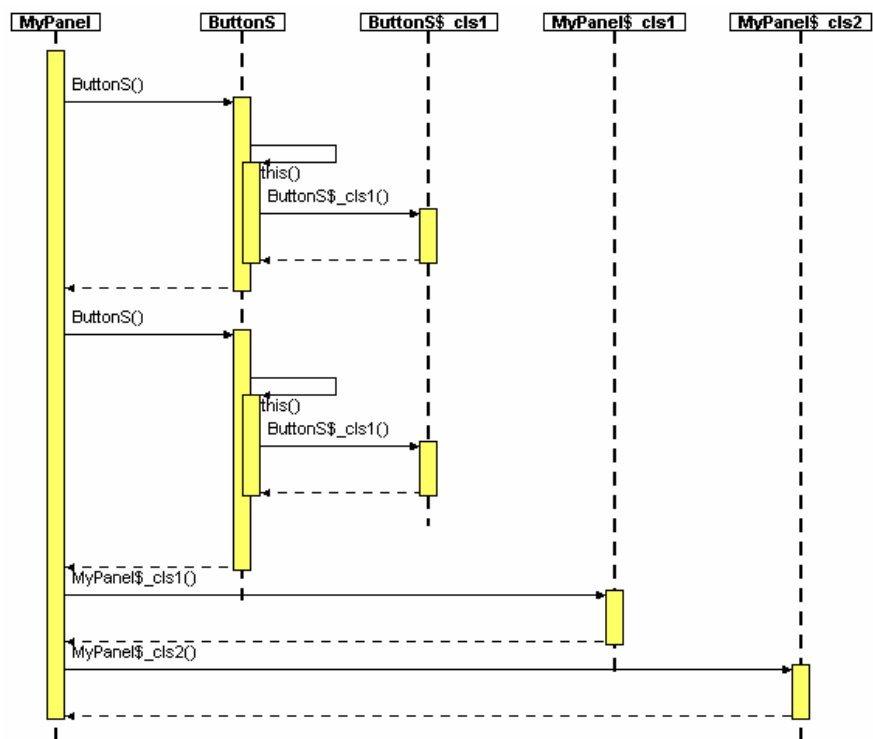 MyPanel
ButtonS
ButtonS$_cls1
MyPanel$_cls1
MyPanel$_cls2
ButtonS()
this()
ButtonS$_cls1()
ButtonS()
this()
ButtonS$_cls1()
MyPanel$_cls1()
MyPanel$_cls2()